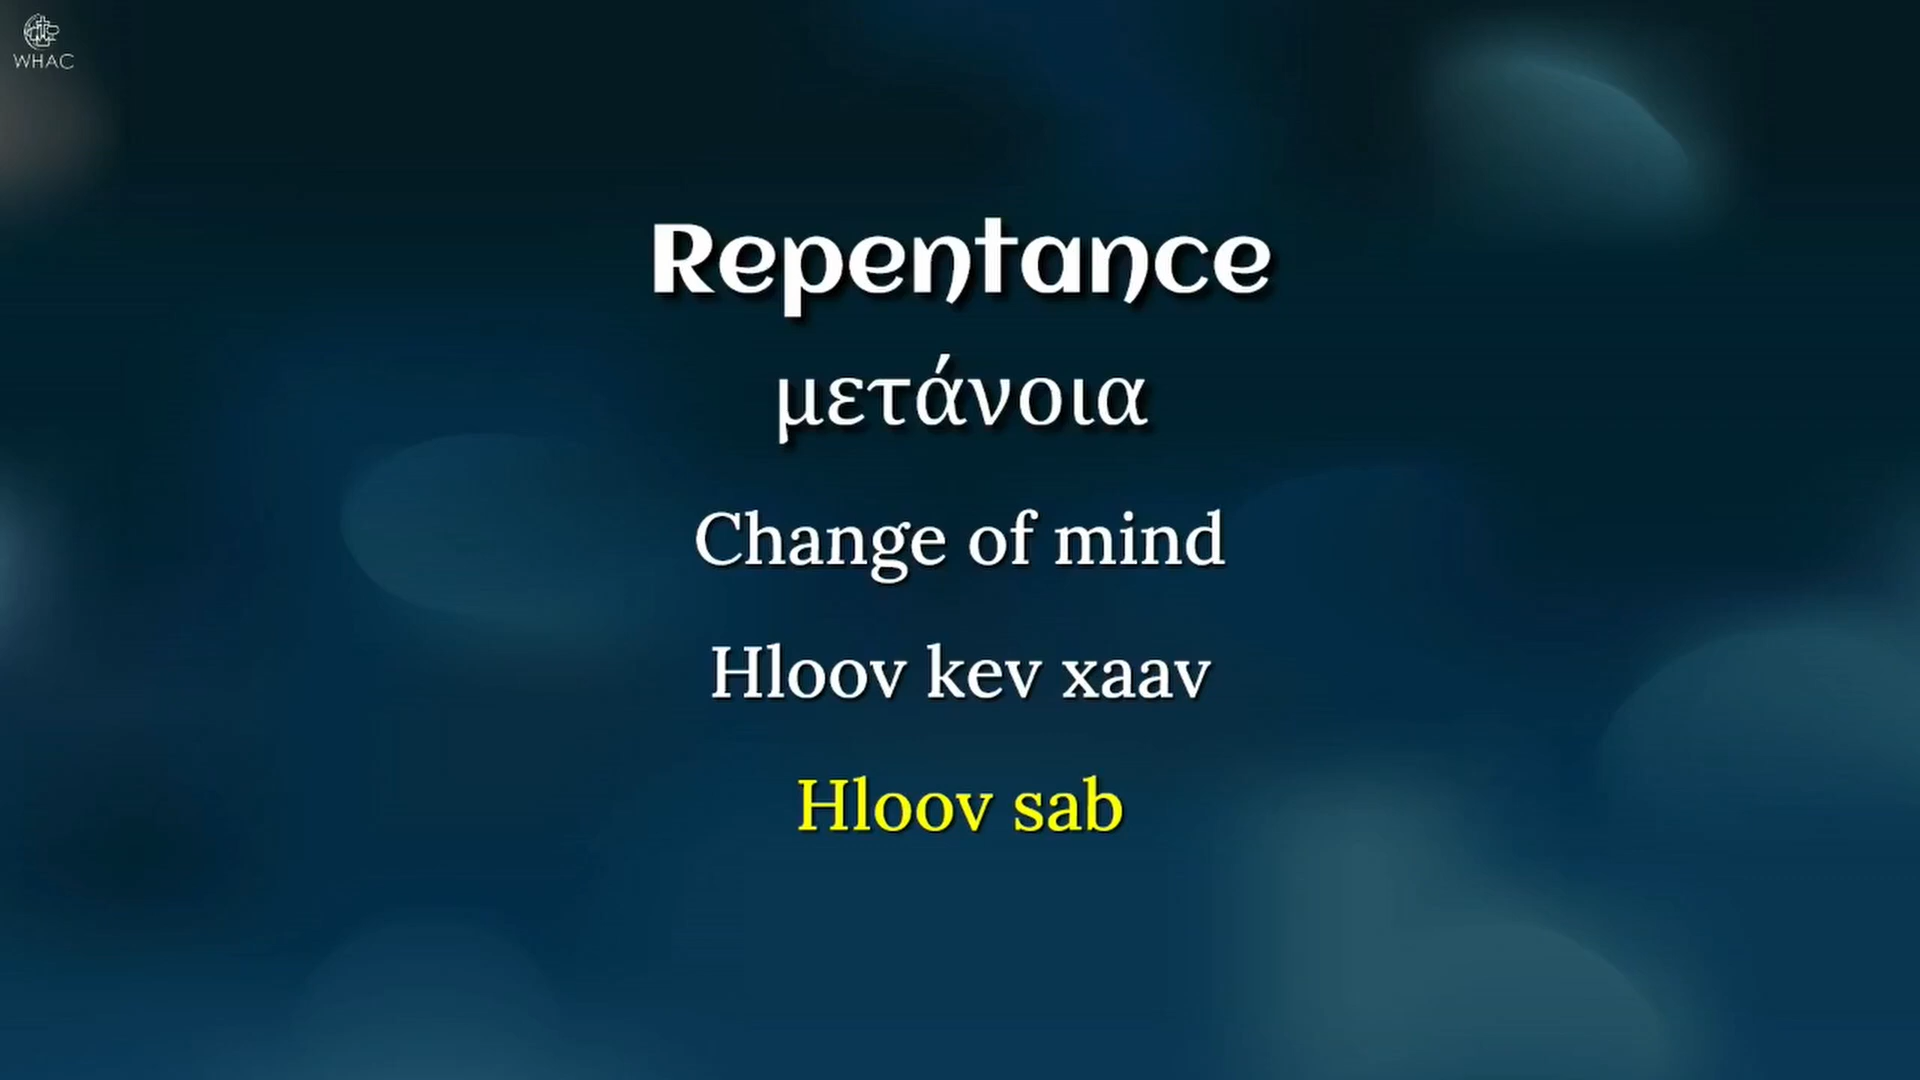 WHAC
Repentance
μετάνοια
Change of mind
Hloov kev xaav
Hloov sab